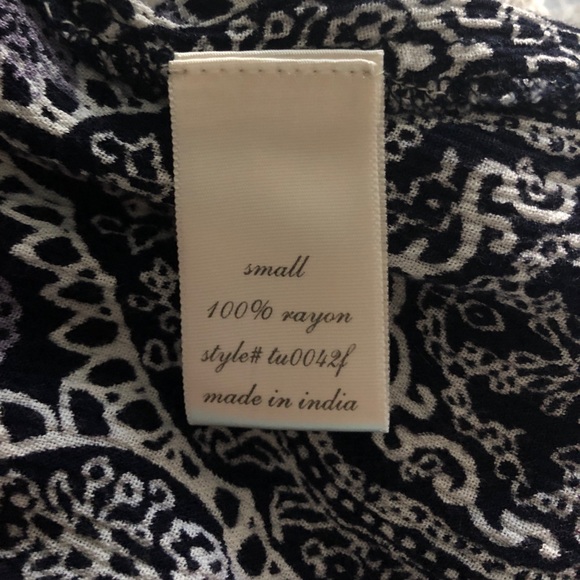 small
100% rayon
style# tu0042f
made in india